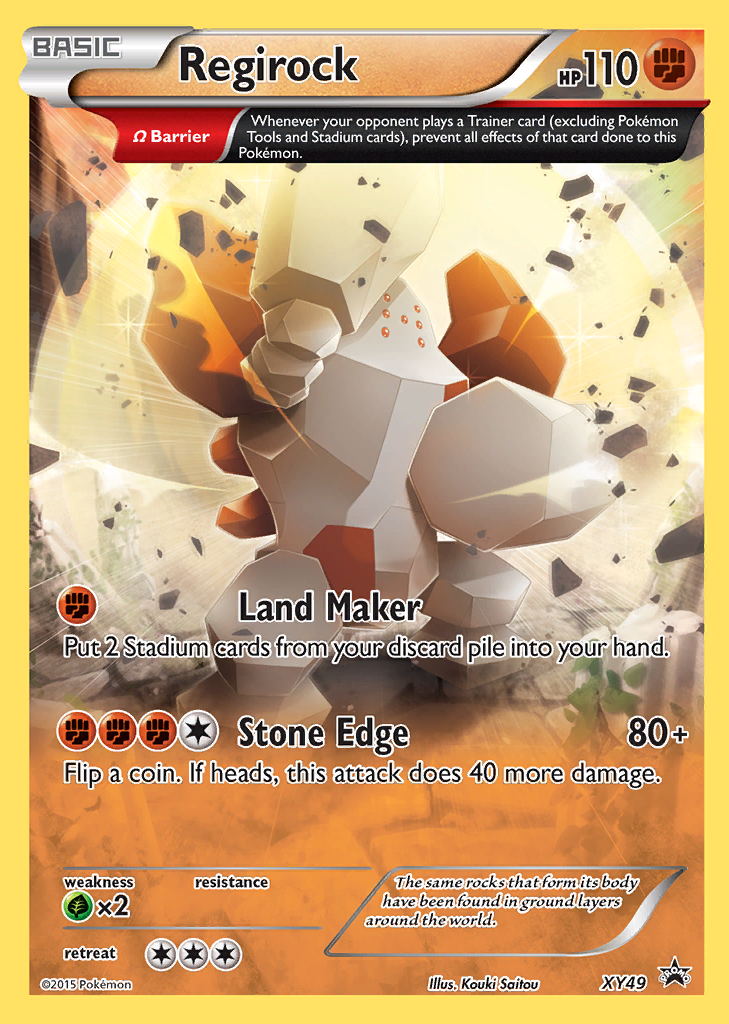 BASIC
Regirock
HP110
Ω Barrier
Whenever your opponent plays a Trainer card (excluding Pokémon
Tools and Stadium cards), prevent all effects of that card done to this
Pokémon.
Land Maker
Put 2 Stadium cards from your discard pile into your hand.
Stone Edge 80+
Flip a coin. If heads, this attack does 40 more damage.
weakness resistance
×2
The same rocks that form its body
have been found in ground layers
around the world.
retreat
©2015 Pokémon Illus. Kouki Saitou XY49 PROMO